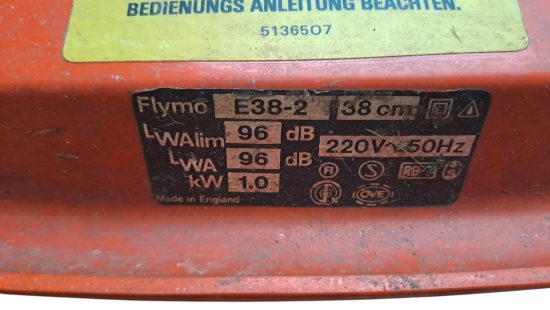 BEDIENUNGS ANLEITUNG BEACHTEN.
5136507
Flymo E38-2 38 cm
LWAlim 96 dB
LWA 96 dB 220V~50Hz
kW 1.0
FI S
ÖVE N
Made in England